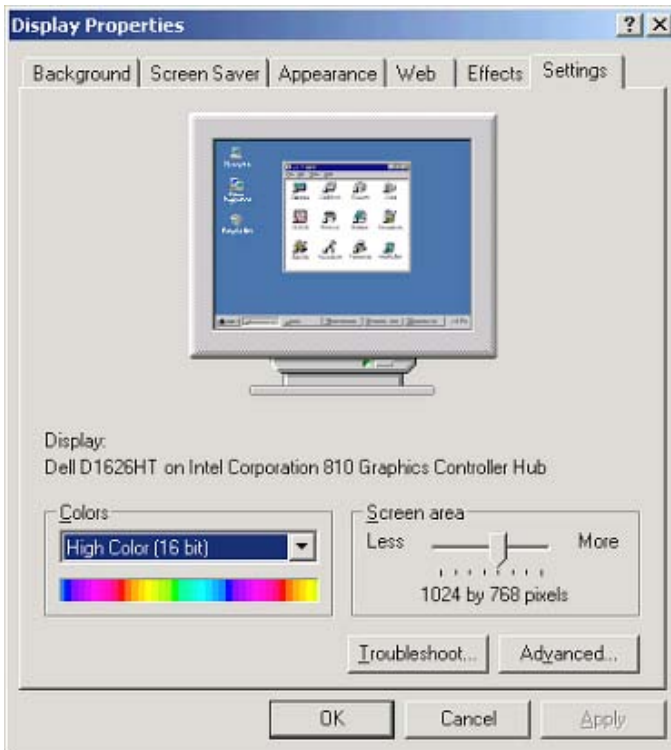 Display Properties
Background Screen Saver Appearance Web Effects Settings
Display:
Dell D1626HT on Intel Corporation 810 Graphics Controller Hub
Colors
High Color (16 bit)
Screen area
Less More
1024 by 768 pixels
Troubleshoot... Advanced...
OK Cancel Apply